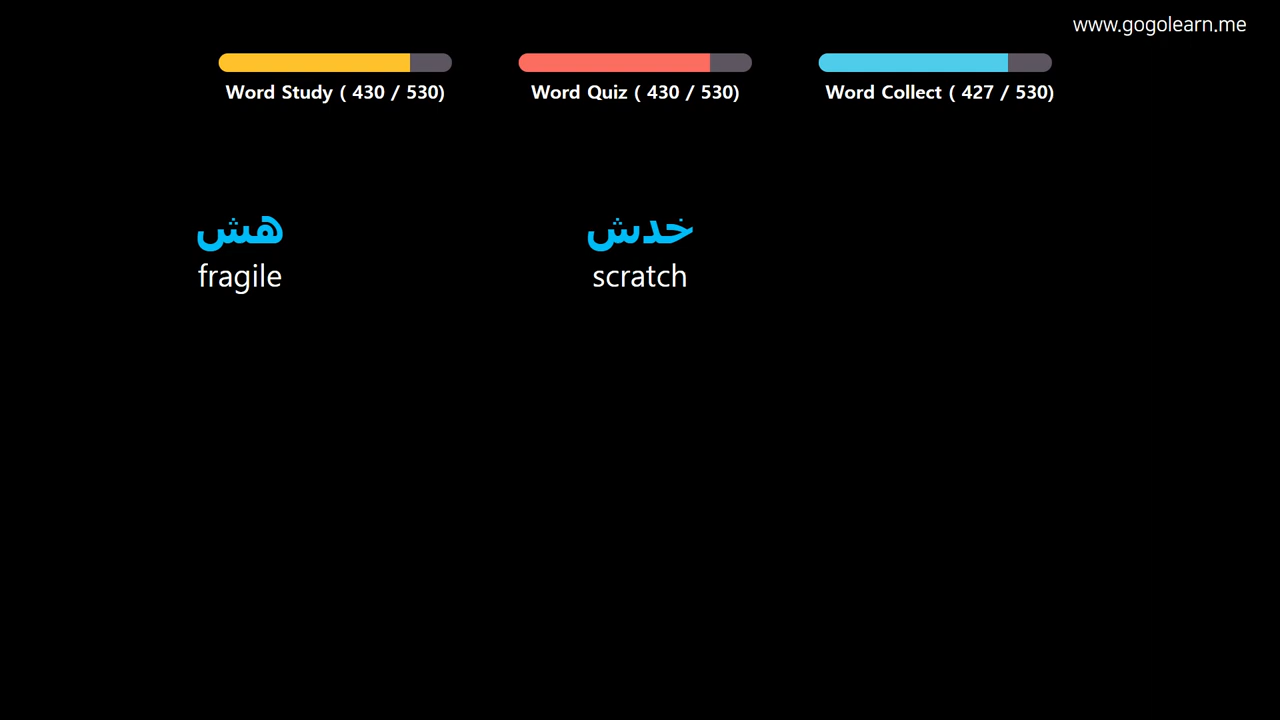 www.gogolearn.me
Word Study ( 430 / 530)
Word Quiz ( 430 / 530)
Word Collect ( 427 / 530)
هش
fragile
خدش
scratch